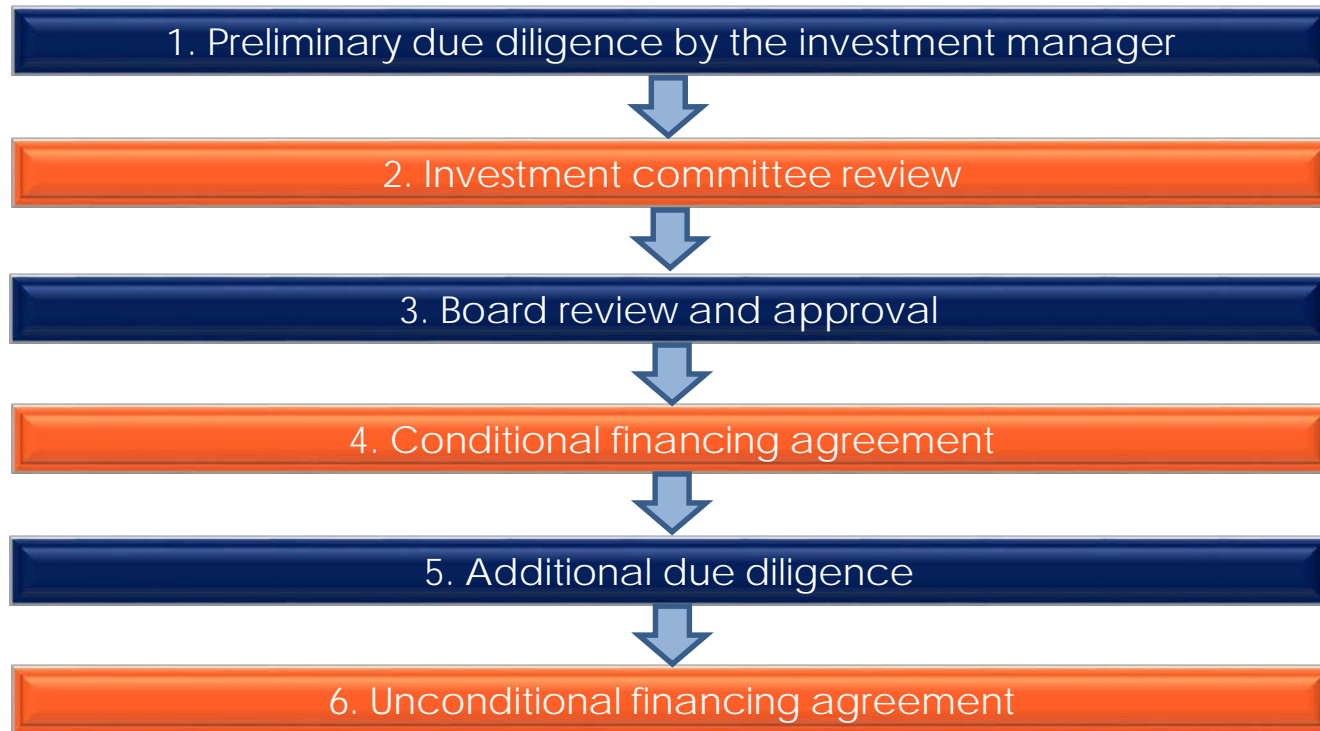 1. Preliminary due diligence by the investment manager
2. Investment committee review
3. Board review and approval
4. Conditional financing agreement
5. Additional due diligence
6. Unconditional financing agreement